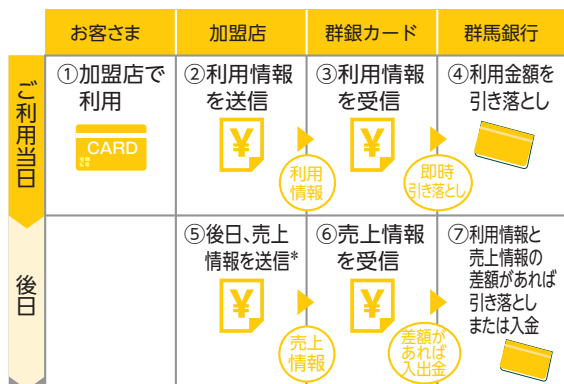 お客さま
加盟店
群銀カード
群馬銀行
ご利用当日
①加盟店で
利用
CARD
②利用情報
を送信
¥
利用
情報
③利用情報
を受信
¥
即時
引き落とし
④利用金額を
引き落とし
後日
⑤後日、売上
情報を送信*
¥
売上
情報
⑥売上情報
を受信
¥
差額が
あれば
入出金
⑦利用情報と
売上情報の
差額があれば
引き落とし
または入金